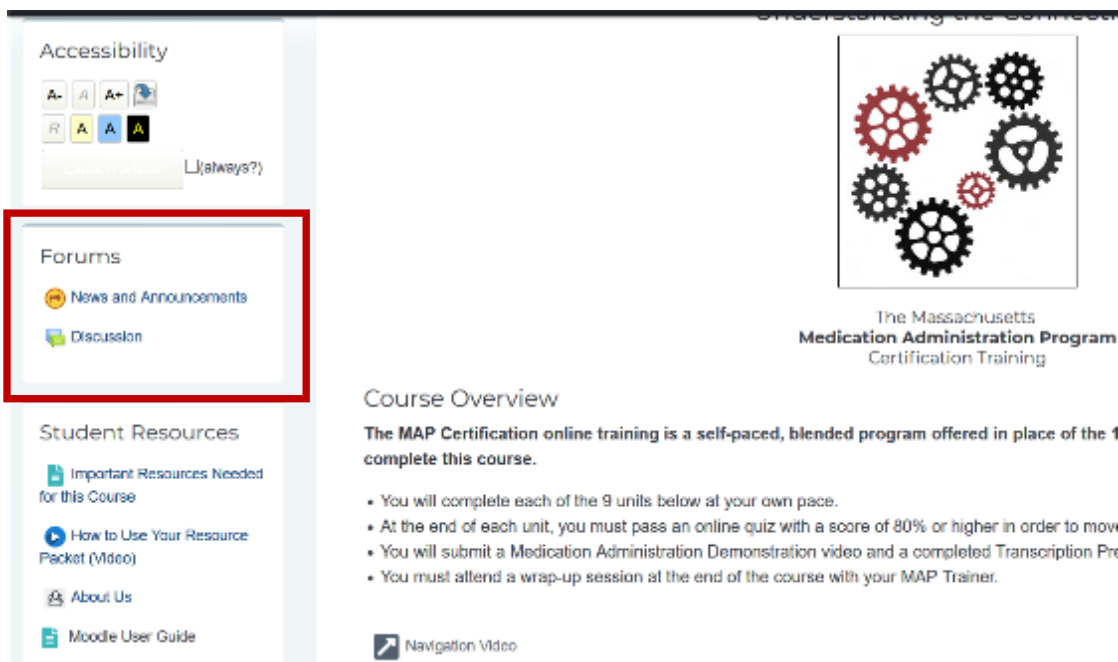 Accessibility
A- A A+
R A A A
(always?)
Forums
News and Announcements
Discussion
Student Resources
Important Resources Needed
for this Course
How to Use Your Resource
Packet (Video)
About Us
Moodle User Guide
The Massachusetts
Medication Administration Program
Certification Training
Course Overview
The MAP Certification online training is a self-paced, blended program offered in place of the 1
complete this course.
• You will complete each of the 9 units below at your own pace.
• At the end of each unit, you must pass an online quiz with a score of 80% or higher in order to move
• You will submit a Medication Administration Demonstration video and a completed Transcription Pre
• You must attend a wrap-up session at the end of the course with your MAP Trainer.
Navigation Video